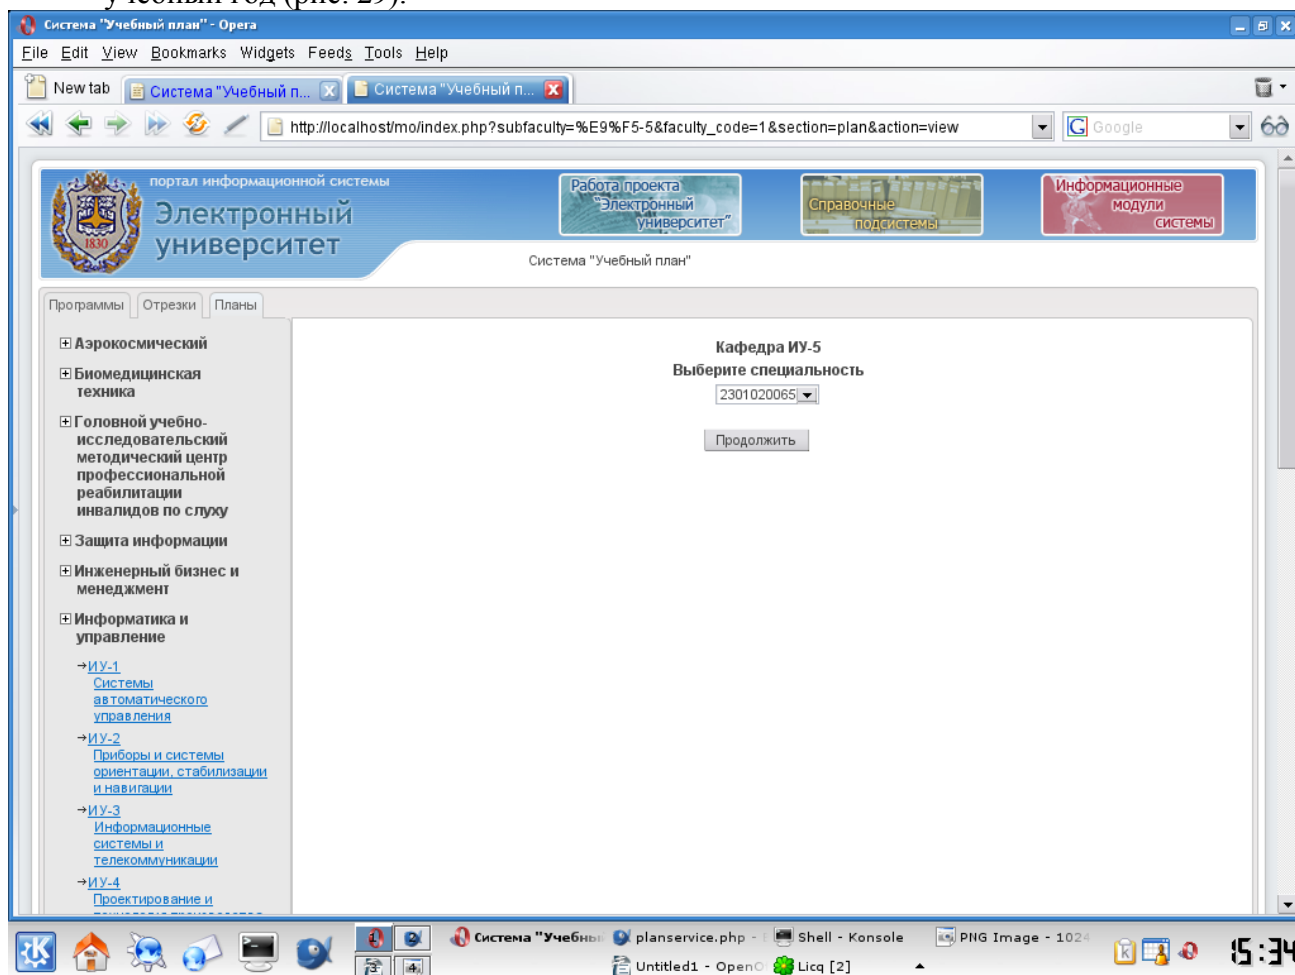 учебный год (рис. 29).
Система "Учебный план" - Opera
File Edit View Bookmarks Widgets Feeds Tools Help
New tab Система "Учебный п... Система "Учебный п...
http://localhost/mo/index.php?subfaculty=%E9%F5-5&faculty_code=1&section=plan&action=view Google
портал информационной системы
Электронный
университет
1830
Работа проекта
"Электронный
университет"
Справочные
подсистемы
Информационные
модули
системы
Система "Учебный план"
Программы Отрезки Планы
Аэрокосмический
Биомедицинская
техника
Головной учебно-
исследовательский
методический центр
профессиональной
реабилитации
инвалидов по слуху
Защита информации
Инженерный бизнес и
менеджмент
Информатика и
управление
→ИУ-1
Системы
автоматического
управления
→ИУ-2
Приборы и системы
ориентации, стабилизации
и навигации
→ИУ-3
Информационные
системы и
телекоммуникации
→ИУ-4
Проектирование и
Кафедра ИУ-5
Выберите специальность
2301020065
Продолжить
Система "Учебны planservice.php - Shell - Konsole PNG Image - 1024
Untitled1 - OpenO Licq [2]
15:34